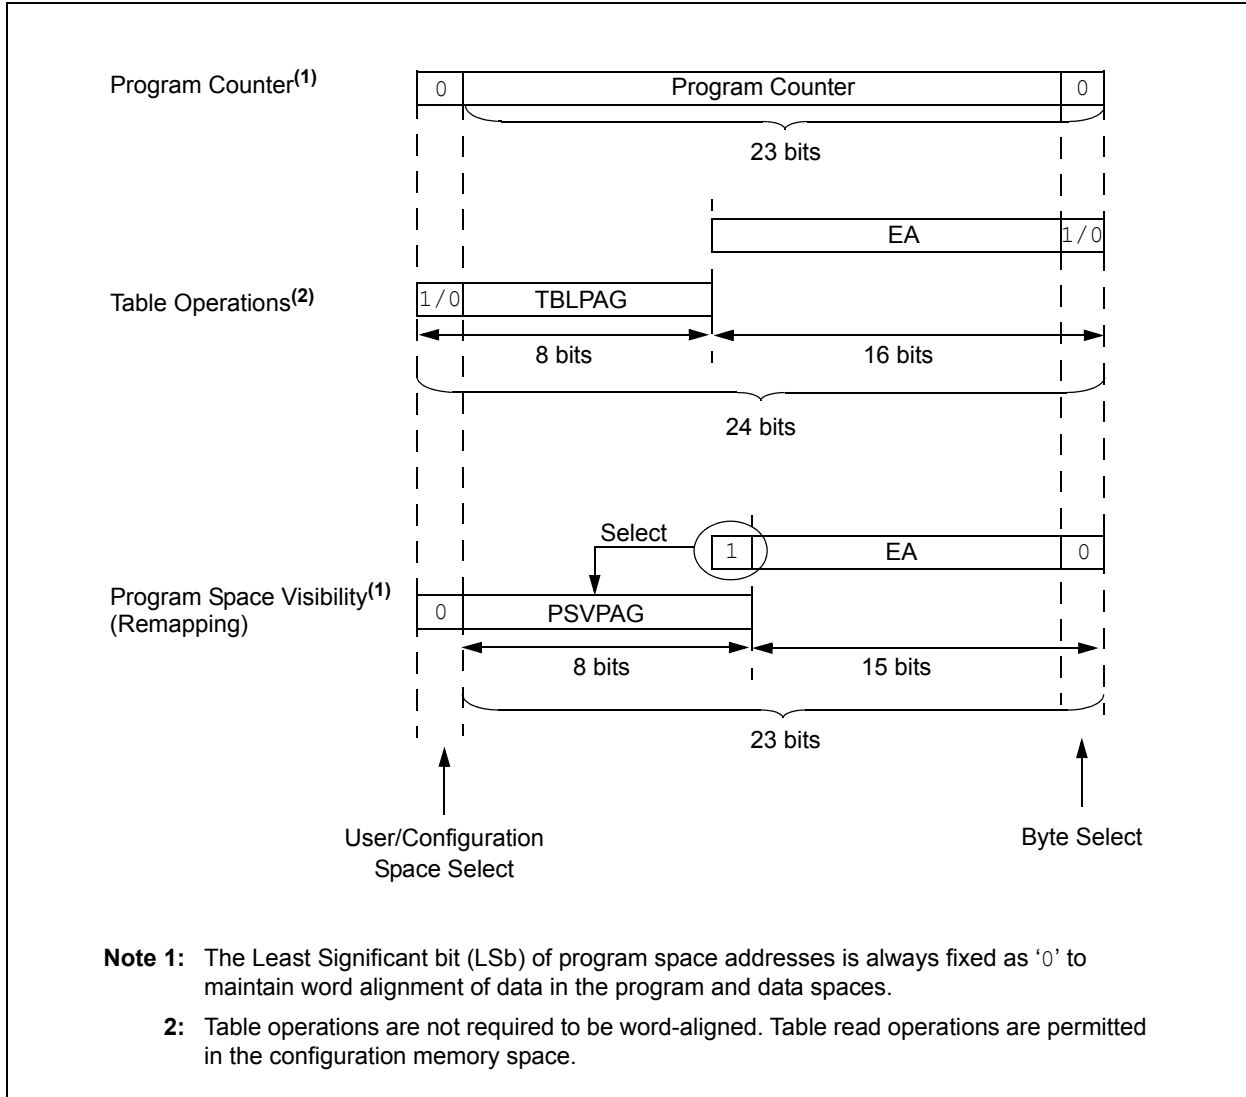 Program Counter(1)
0
Program Counter
0
23 bits
EA
1/0
Table Operations(2)
1/0
TBLPAG
8 bits
16 bits
24 bits
Select
1
EA
0
Program Space Visibility(1)
(Remapping)
0
PSVPAG
8 bits
15 bits
23 bits
User/Configuration
Space Select
Byte Select
Note 1: The Least Significant bit (LSb) of program space addresses is always fixed as ‘0’ to
maintain word alignment of data in the program and data spaces.
2: Table operations are not required to be word-aligned. Table read operations are permitted
in the configuration memory space.